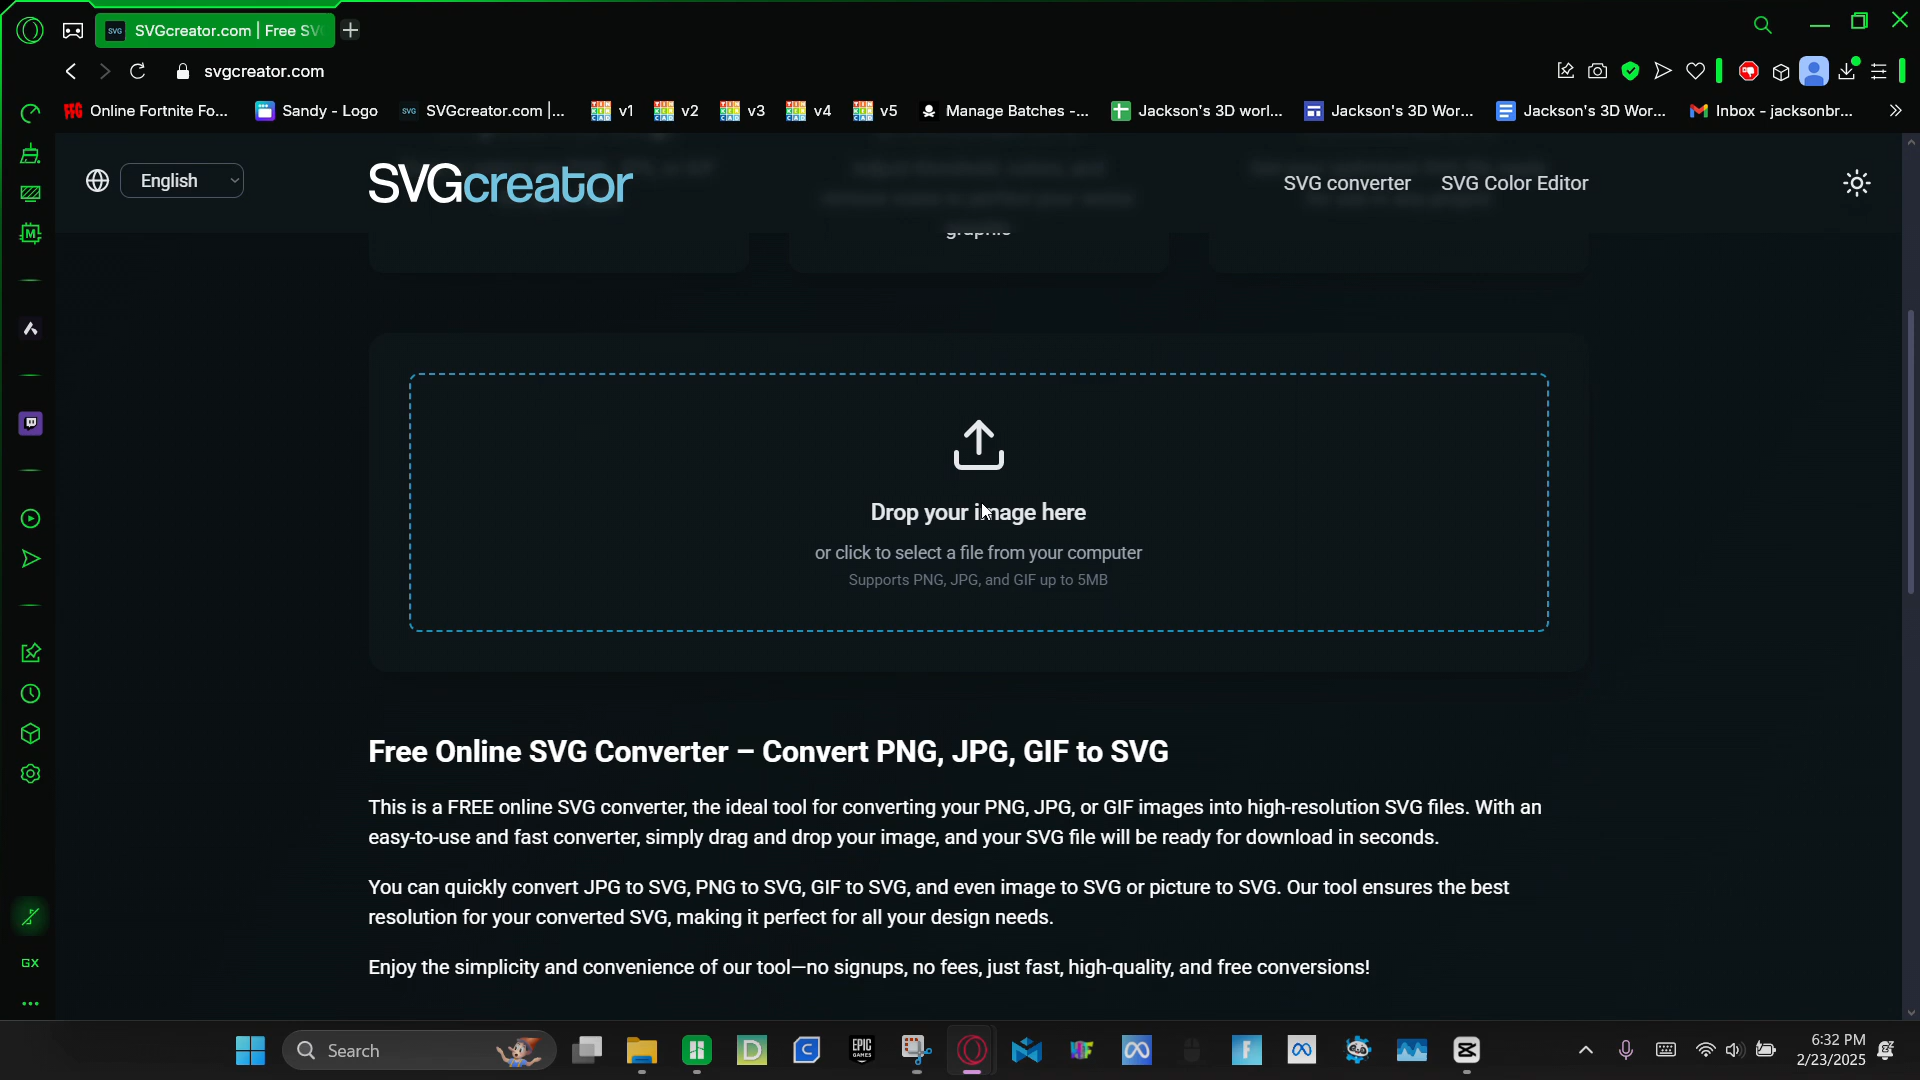 SVGcreator.com | Free SV
svgcreator.com
Online Fortnite Fo...
Sandy - Logo
SVGcreator.com |...
v1
v2
v3
v4
v5
Manage Batches -...
Jackson's 3D worl...
Jackson's 3D Wor...
Jackson's 3D Wor...
Inbox - jacksonbr...
English
SVGcreator
SVG converter
SVG Color Editor
graphic
Drop your image here
or click to select a file from your computer
Supports PNG, JPG, and GIF up to 5MB
Free Online SVG Converter – Convert PNG, JPG, GIF to SVG
This is a FREE online SVG converter, the ideal tool for converting your PNG, JPG, or GIF images into high-resolution SVG files. With an
easy-to-use and fast converter, simply drag and drop your image, and your SVG file will be ready for download in seconds.
You can quickly convert JPG to SVG, PNG to SVG, GIF to SVG, and even image to SVG or picture to SVG. Our tool ensures the best
resolution for your converted SVG, making it perfect for all your design needs.
Enjoy the simplicity and convenience of our tool—no signups, no fees, just fast, high-quality, and free conversions!
GX
Search
EPIC
GAMES
6:32 PM
2/23/2025